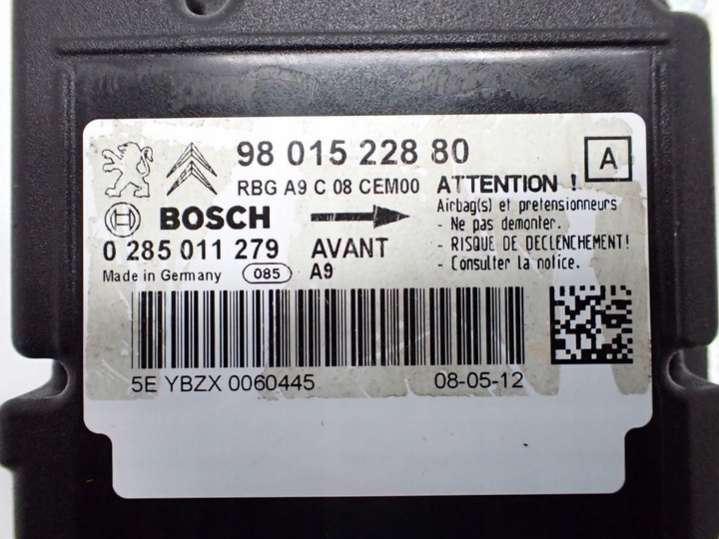 98 015 228 80
A
RBG A9 C 08 CEM00
ATTENTION !
BOSCH
Airbag(s) et pretensionneurs
- Ne pas demonter.
- RISQUE DE DECLENCHEMENT!
- Consulter la notice.
0 285 011 279
AVANT
Made in Germany
085
A9
5E YBZX 0060445
08-05-12